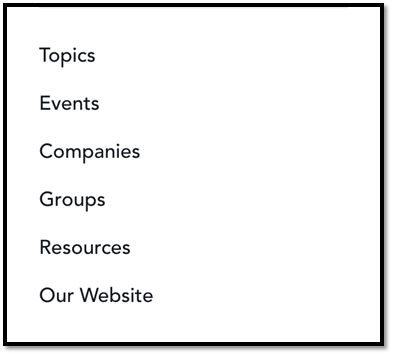 Topics
Events
Companies
Groups
Resources
Our Website